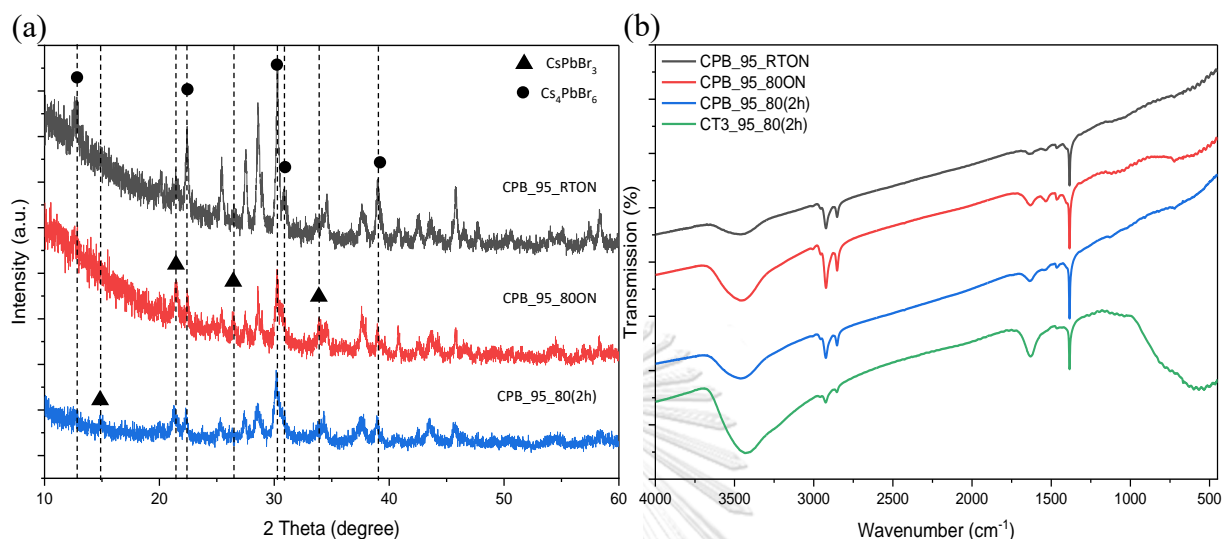 (a)
CsPbBr3
Cs4PbBr6
CPB_95_RTON
CPB_95_80ON
CPB_95_80(2h)
Intensity (a.u.)
10 20 30 40 50 60
2 Theta (degree)
(b)
CPB_95_RTON
CPB_95_80ON
CPB_95_80(2h)
CT3_95_80(2h)
Transmission (%)
4000 3500 3000 2500 2000 1500 1000 500
Wavenumber (cm-1)